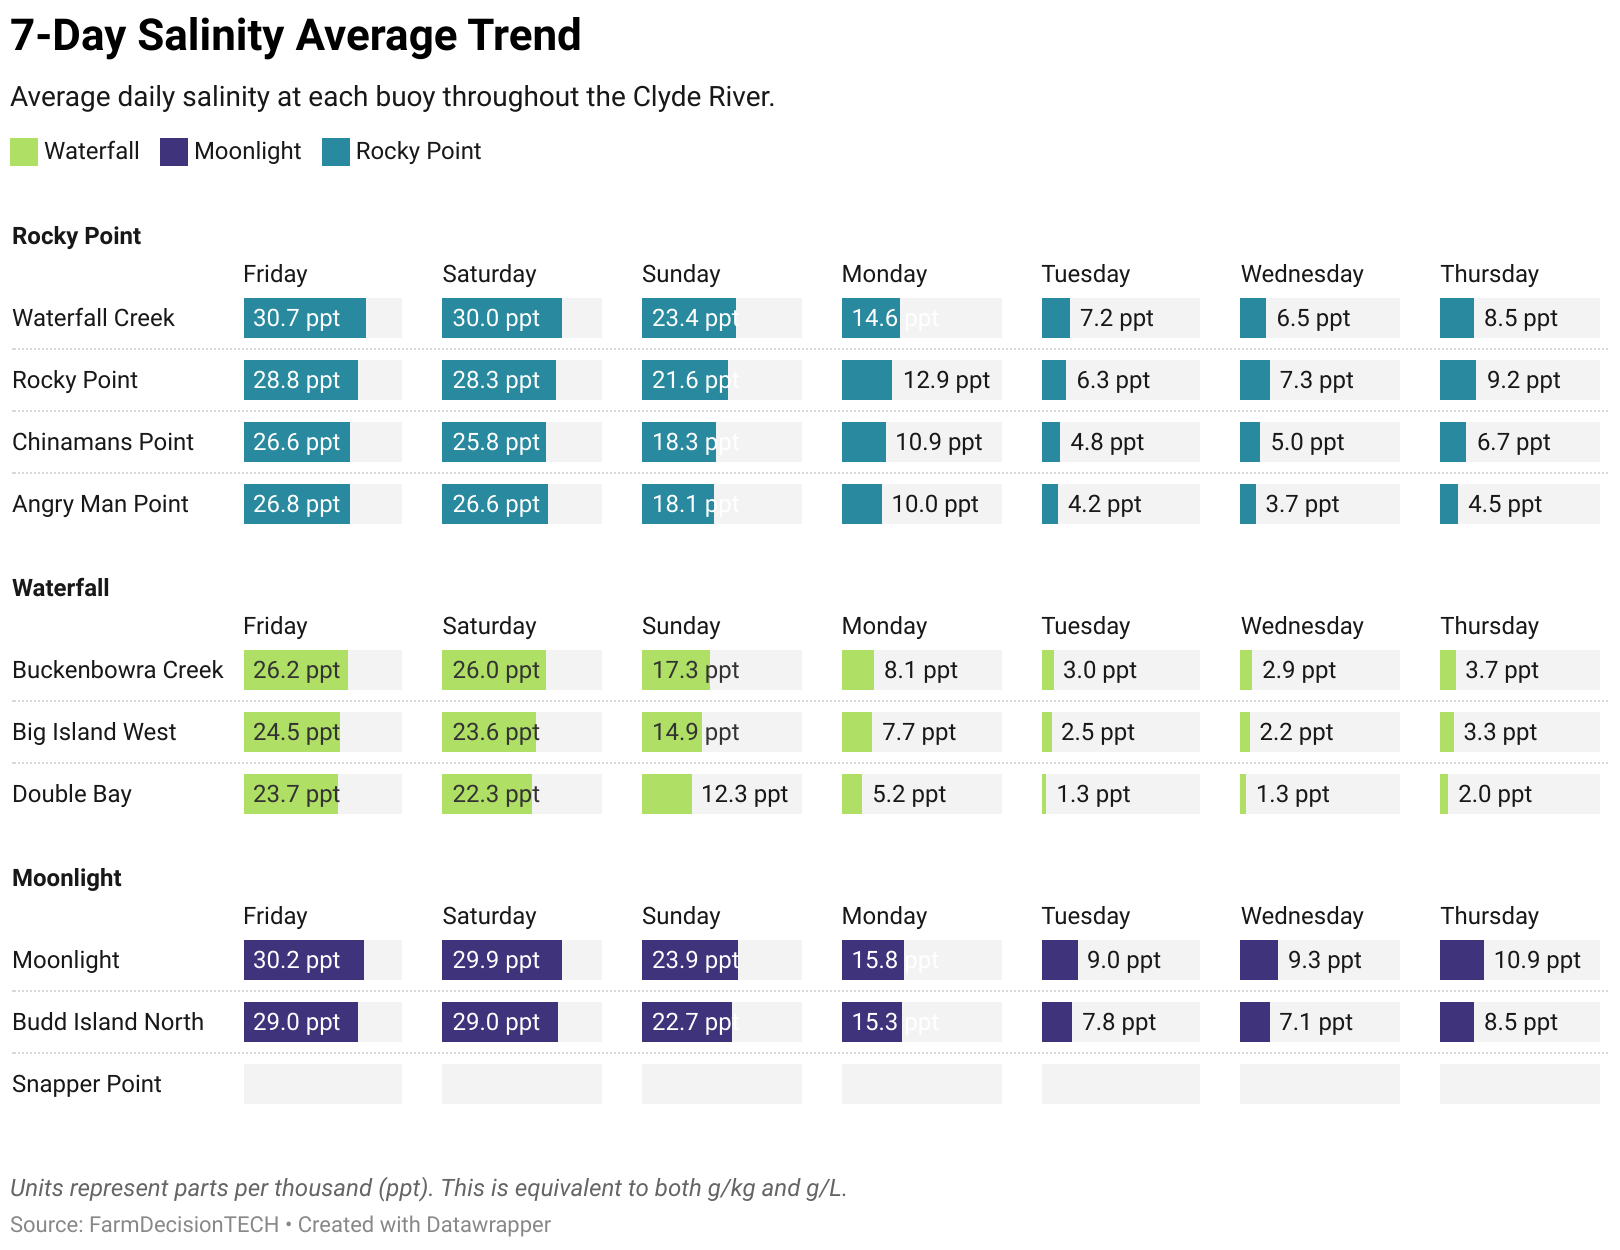 7-Day Salinity Average Trend
Average daily salinity at each buoy throughout the Clyde River.
Waterfall Moonlight Rocky Point
Rocky Point
Friday Saturday Sunday Monday Tuesday Wednesday Thursday
Waterfall Creek 30.7 ppt 30.0 ppt 23.4 ppt 14.6 ppt 7.2 ppt 6.5 ppt 8.5 ppt
Rocky Point 28.8 ppt 28.3 ppt 21.6 ppt 12.9 ppt 6.3 ppt 7.3 ppt 9.2 ppt
Chinamans Point 26.6 ppt 25.8 ppt 18.3 ppt 10.9 ppt 4.8 ppt 5.0 ppt 6.7 ppt
Angry Man Point 26.8 ppt 26.6 ppt 18.1 ppt 10.0 ppt 4.2 ppt 3.7 ppt 4.5 ppt
Waterfall
Friday Saturday Sunday Monday Tuesday Wednesday Thursday
Buckenbowra Creek 26.2 ppt 26.0 ppt 17.3 ppt 8.1 ppt 3.0 ppt 2.9 ppt 3.7 ppt
Big Island West 24.5 ppt 23.6 ppt 14.9 ppt 7.7 ppt 2.5 ppt 2.2 ppt 3.3 ppt
Double Bay 23.7 ppt 22.3 ppt 12.3 ppt 5.2 ppt 1.3 ppt 1.3 ppt 2.0 ppt
Moonlight
Friday Saturday Sunday Monday Tuesday Wednesday Thursday
Moonlight 30.2 ppt 29.9 ppt 23.9 ppt 15.8 ppt 9.0 ppt 9.3 ppt 10.9 ppt
Budd Island North 29.0 ppt 29.0 ppt 22.7 ppt 15.3 ppt 7.8 ppt 7.1 ppt 8.5 ppt
Snapper Point
Units represent parts per thousand (ppt). This is equivalent to both g/kg and g/L.
Source: FarmDecisionTECH • Created with Datawrapper